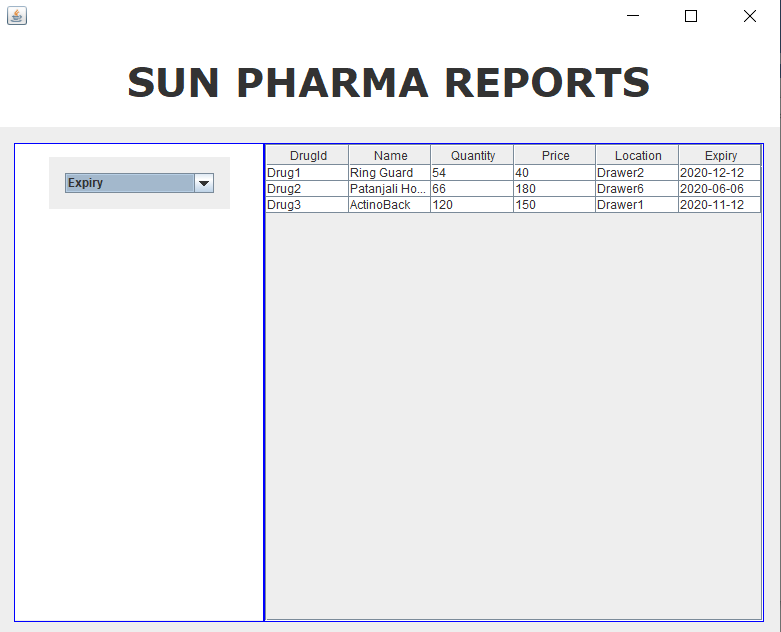 SUN PHARMA REPORTS
Expiry
DrugId Name Quantity Price Location Expiry
Drug1 Ring Guard 54 40 Drawer2 2020-12-12
Drug2 Patanjali Ho... 66 180 Drawer6 2020-06-06
Drug3 ActinoBack 120 150 Drawer1 2020-11-12